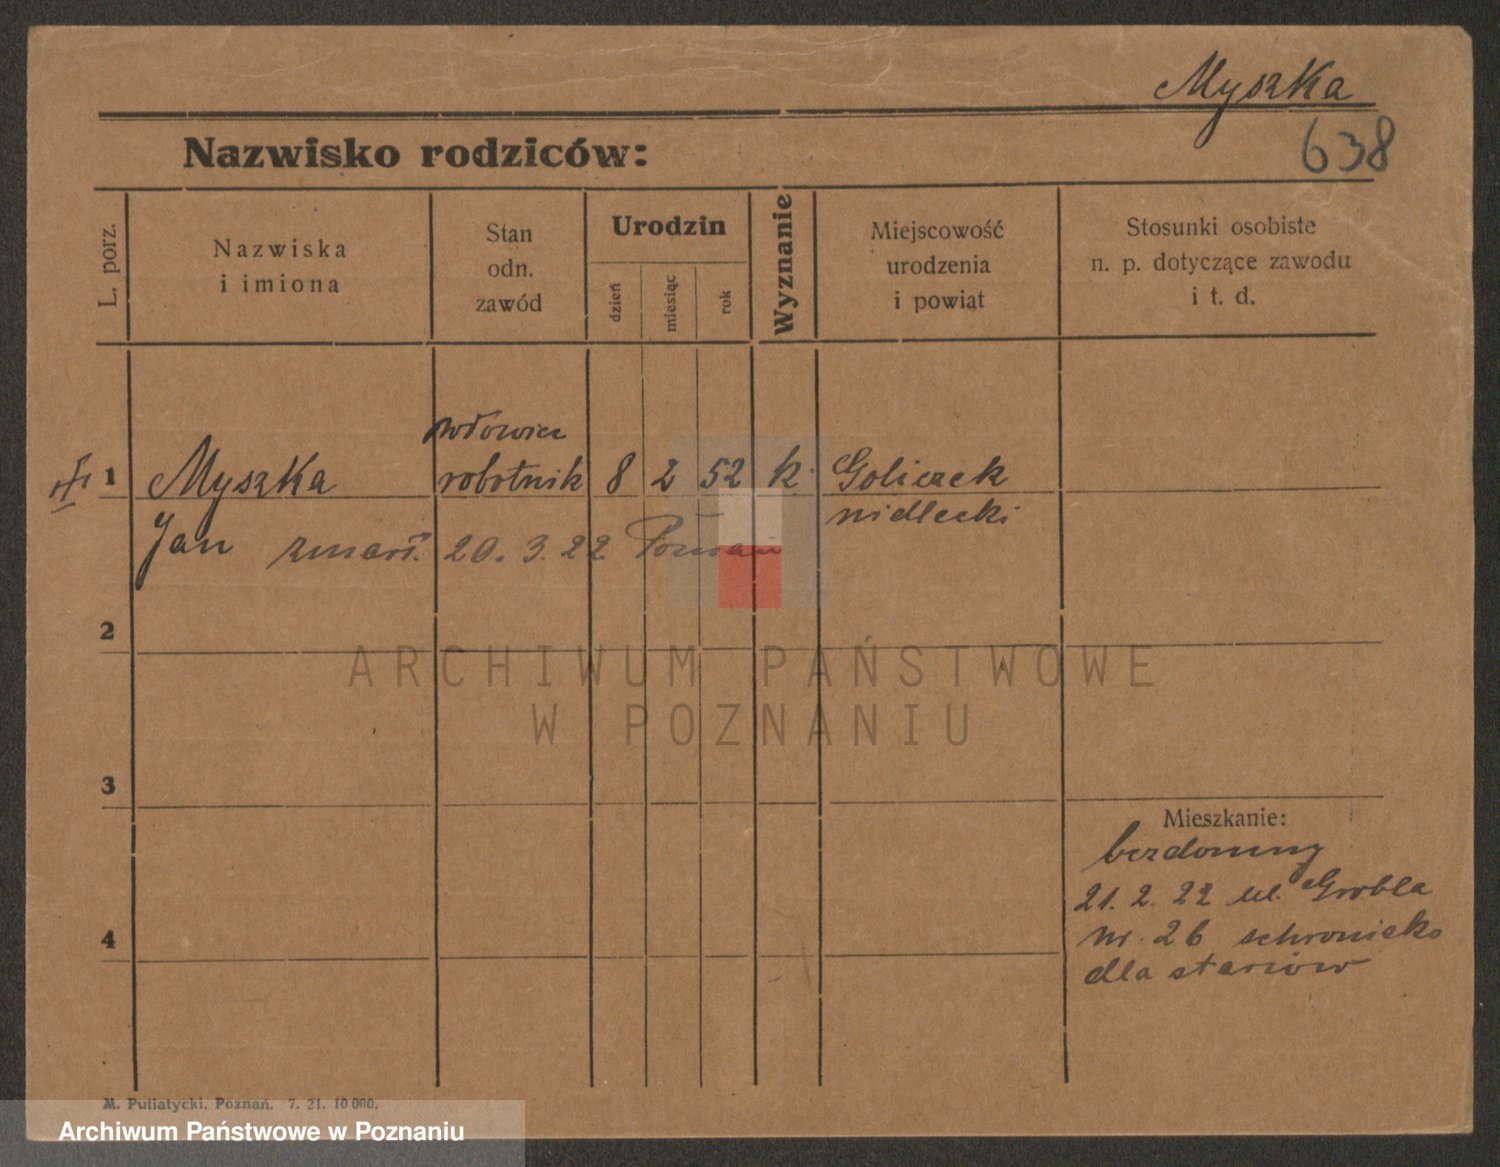 Myszka
638
Nazwisko rodziców:
L. porz.
Nazwiska
i imiona
Stan
odn.
zawód
Urodzin
dzień
miesiąc
rok
Wyznanie
Miejscowość
urodzenia
i powiat
Stosunki osobiste
n. p. dotyczące zawodu
i t. d.
wdowiec
1 Myszka robotnik 8 2 52 k. Goliczek
Jan zmarł. 20. 3. 22. Poznań
2
3
4
Mieszkanie:
bezdomny
21. 2. 22 ul. Grobla
nr. 26 schronisko
dla starców
ARCHIWUM PAŃSTWOWE
W POZNANIU
M. Putiatycki, Poznań. 7. 21. 10 000.
Archiwum Państwowe w Poznaniu